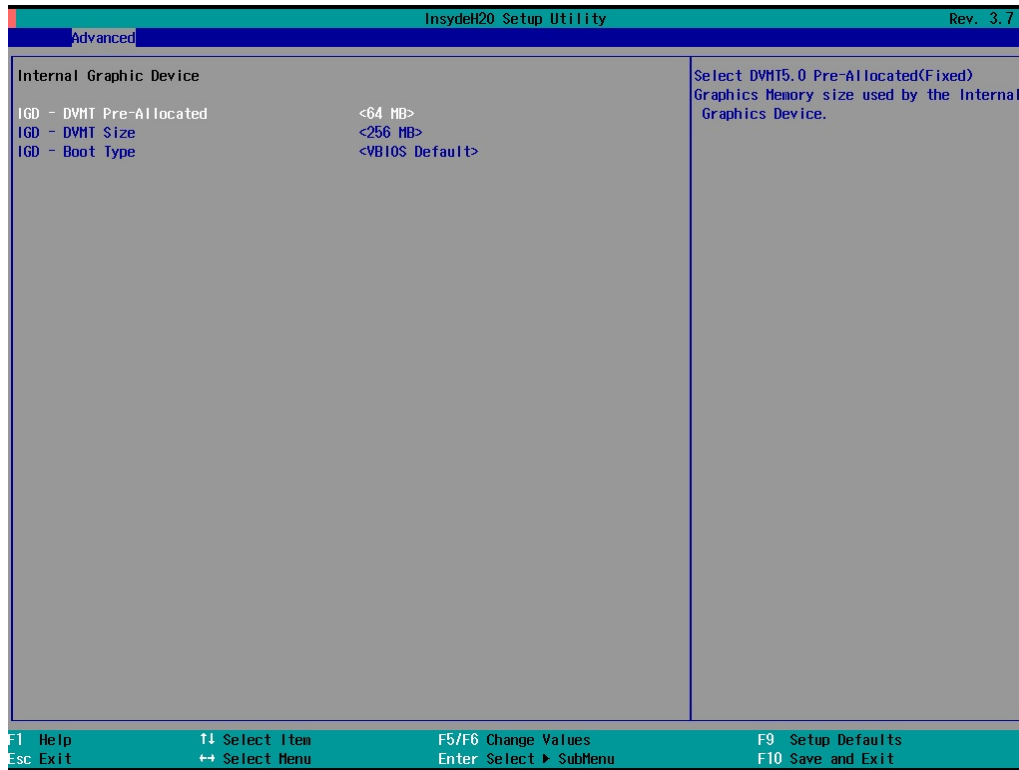 InsydeH20 Setup Utility Rev. 3.7
Advanced
Internal Graphic Device
IGD - DVMT Pre-Allocated <64 MB>
IGD - DVMT Size <256 MB>
IGD - Boot Type <VBIOS Default>
Select DVMT5.0 Pre-Allocated(Fixed)
Graphics Memory size used by the Internal
Graphics Device.
F1 Help ↑↓ Select Item F5/F6 Change Values F9 Setup Defaults
Esc Exit ↔ Select Menu Enter Select ▶ SubMenu F10 Save and Exit